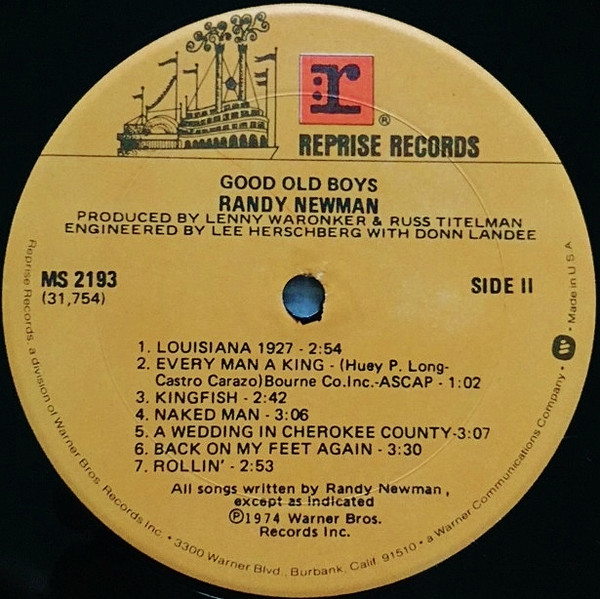 :r
®
REPRISE RECORDS
GOOD OLD BOYS
RANDY NEWMAN
PRODUCED BY LENNY WARONKER & RUSS TITELMAN
ENGINEERED BY LEE HERSCHBERG WITH DONN LANDEE
MS 2193
(31,754)
SIDE II
1. LOUISIANA 1927 - 2:54
2. EVERY MAN A KING - (Huey P. Long-
Castro Carazo)Bourne Co.Inc.-ASCAP - 1:02
3. KINGFISH - 2:42
4. NAKED MAN - 3:06
5. A WEDDING IN CHEROKEE COUNTY-3:07
6. BACK ON MY FEET AGAIN - 3:30
7. ROLLIN' - 2:53
All songs written by Randy Newman,
except as indicated
℗1974 Warner Bros.
Records Inc.
Reprise Records, a division of Warner Bros. Records Inc. • 3300 Warner Blvd., Burbank, Calif. 91510 • a Warner Communications Company • W • Made in U.S.A.